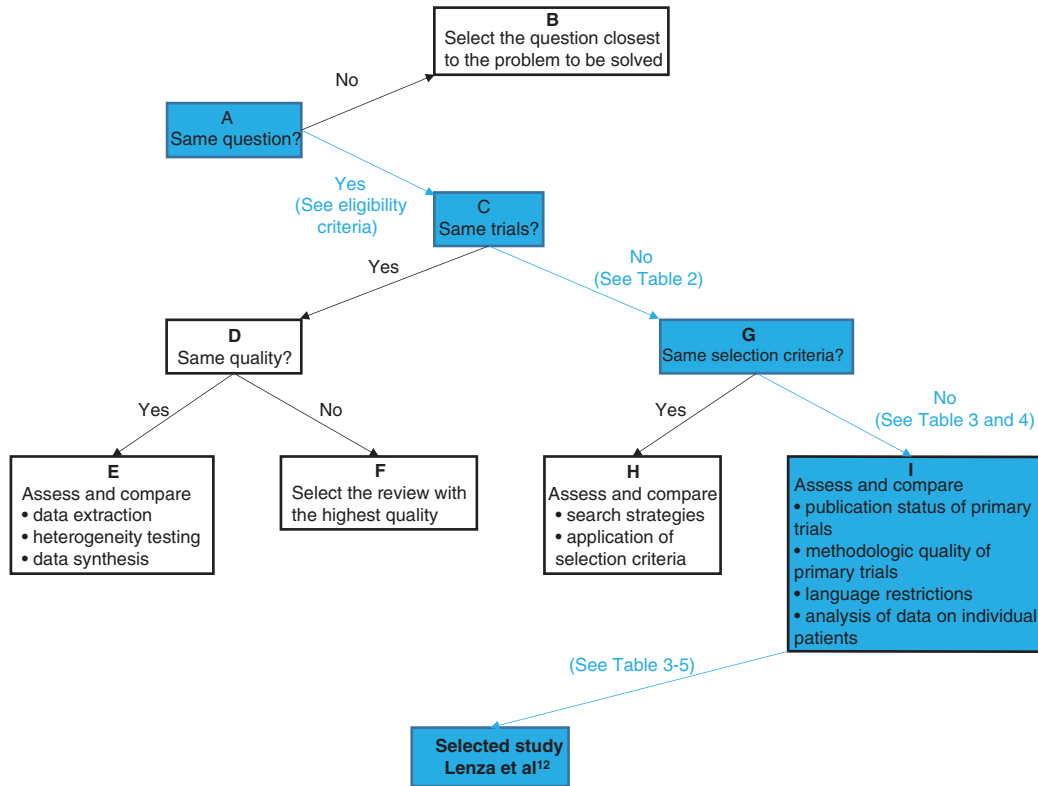 B
Select the question closest
to the problem to be solved
No
A
Same question?
Yes
(See eligibility
criteria)
C
Same trials?
Yes
No
(See Table 2)
D
Same quality?
G
Same selection criteria?
Yes
No
Yes
No
(See Table 3 and 4)
E
Assess and compare
• data extraction
• heterogeneity testing
• data synthesis
F
Select the review with
the highest quality
H
Assess and compare
• search strategies
• application of
selection criteria
I
Assess and compare
• publication status of primary
trials
• methodologic quality of
primary trials
• language restrictions
• analysis of data on individual
patients
(See Table 3-5)
Selected study
Lenza et al¹²